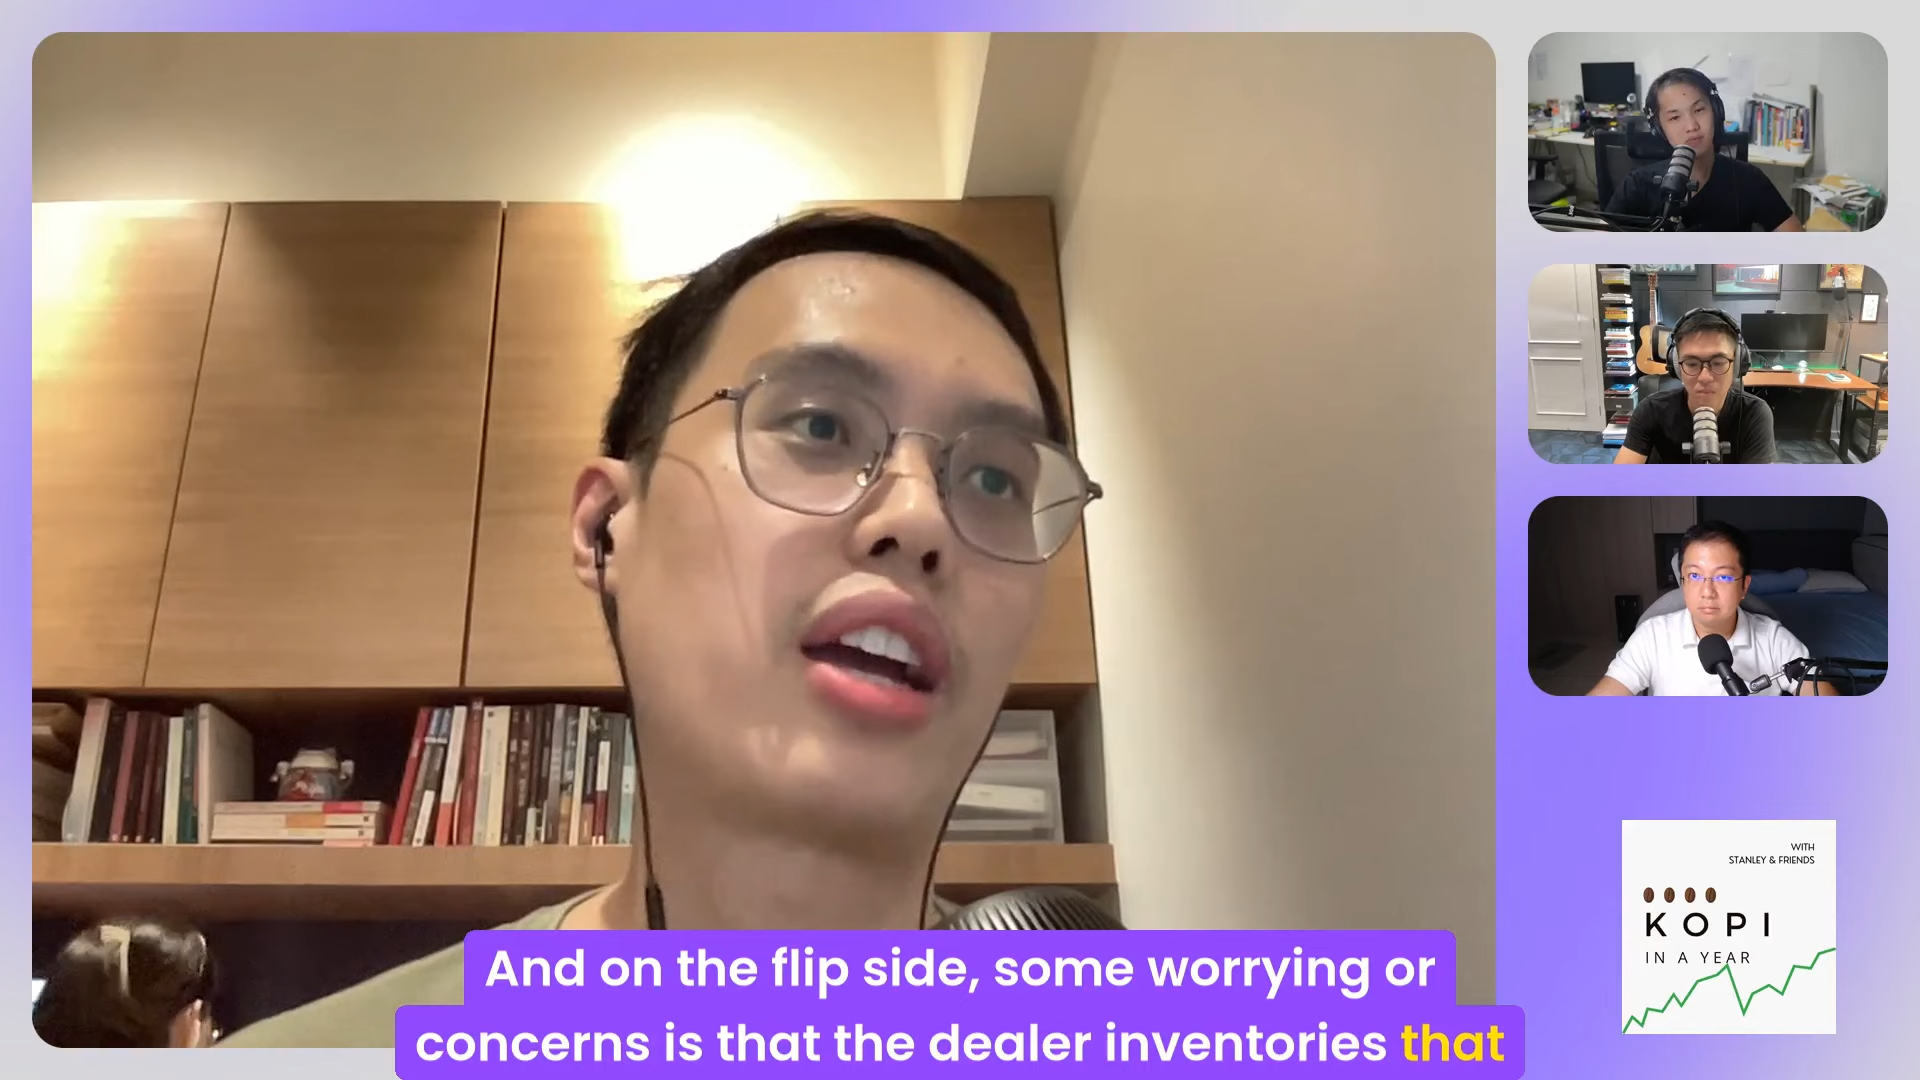 WITH
STANLEY & FRIENDS
KOPI
IN A YEAR
And on the flip side, some worrying or
concerns is that the dealer inventories that